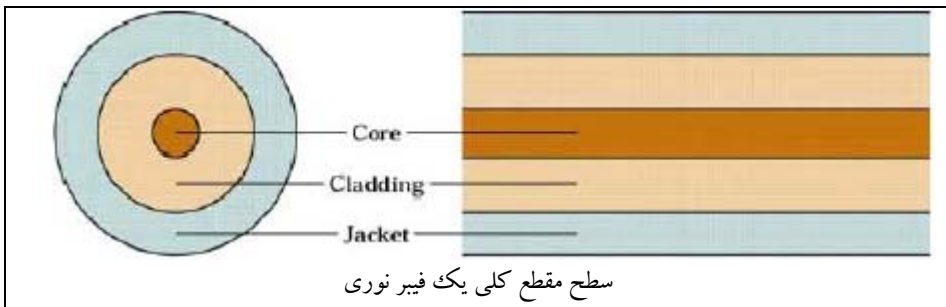 Core
Cladding
Jacket
سطح مقطع کلی یک فیبر نوری